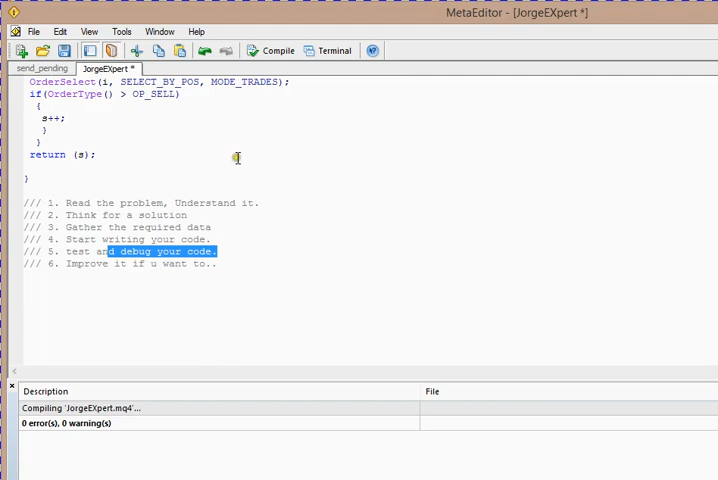 MetaEditor - [JorgeEXpert *]
File Edit View Tools Window Help
Compile Terminal
send_pending JorgeEXpert *
OrderSelect(i, SELECT_BY_POS, MODE_TRADES);
if(OrderType() > OP_SELL)
{
s++;
}
}
return (s);
}
/// 1. Read the problem, Understand it.
/// 2. Think for a solution
/// 3. Gather the required data
/// 4. Start writing your code.
/// 5. test and debug your code.
/// 6. Improve it if u want to..
Description File
Compiling 'JorgeEXpert.mq4'...
0 error(s), 0 warning(s)